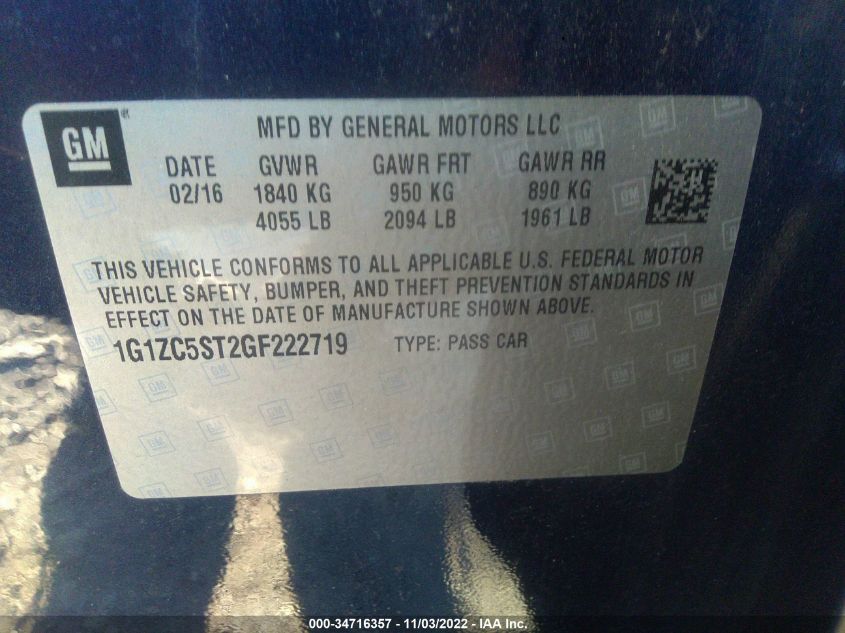 GM
MFD BY GENERAL MOTORS LLC
DATE GVWR GAWR FRT GAWR RR
02/16 1840 KG 950 KG 890 KG
4055 LB 2094 LB 1961 LB
THIS VEHICLE CONFORMS TO ALL APPLICABLE U.S. FEDERAL MOTOR
VEHICLE SAFETY, BUMPER, AND THEFT PREVENTION STANDARDS IN
EFFECT ON THE DATE OF MANUFACTURE SHOWN ABOVE.
1G1ZC5ST2GF222719 TYPE: PASS CAR
000-34716357 - 11/03/2022 - IAA Inc.